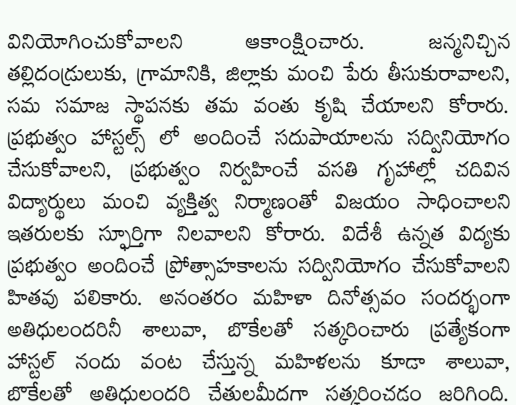 వినియోగించుకోవాలని ఆకాంక్షించారు. జన్మనిచ్చిన
తల్లిదండ్రులుకు, గ్రామానికి, జిల్లాకు మంచి పేరు తీసుకురావాలని,
సమ సమాజ స్థాపనకు తమ వంతు కృషి చేయాలని కోరారు.
ప్రభుత్వం హాస్టల్స్ లో అందించే సదుపాయాలను సద్వినియోగం
చేసుకోవాలని, ప్రభుత్వం నిర్వహించే వసతి గృహాల్లో చదివిన
విద్యార్థులు మంచి వ్యక్తిత్వ నిర్మాణంతో విజయం సాధించాలని
ఇతరులకు స్ఫూర్తిగా నిలవాలని కోరారు. విదేశీ ఉన్నత విద్యకు
ప్రభుత్వం అందించే ప్రోత్సాహకాలను సద్వినియోగం చేసుకోవాలని
హితవు పలికారు. అనంతరం మహిళా దినోత్సవం సందర్భంగా
అతిధులందరినీ శాలువా, బొకేలతో సత్కరించారు ప్రత్యేకంగా
హాస్టల్ నందు వంట చేస్తున్న మహిళలను కూడా శాలువా,
బొకేలతో అతిధులందరి చేతులమీదగా సత్కరించడం జరిగింది.